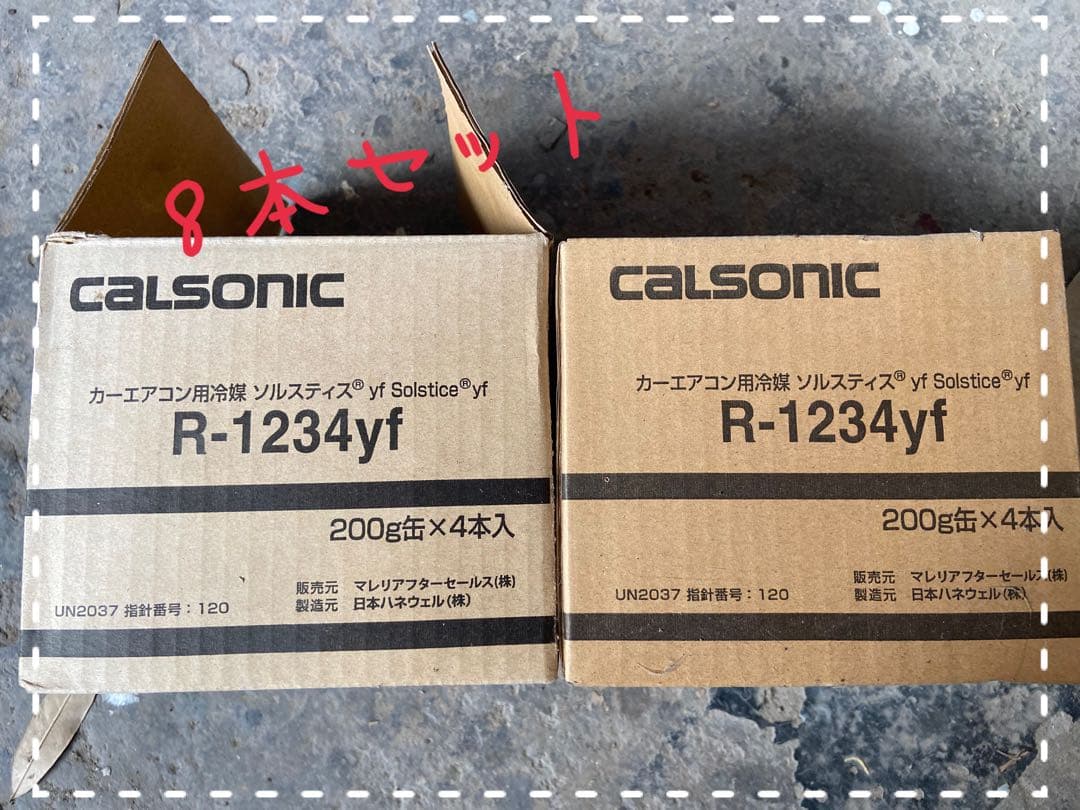 8本セット
CALSONIC
カーエアコン用冷媒 ソルスティス® yf Solstice®yf
R-1234yf
200g缶×4本入
販売元 マレリアフターセールス(株)
UN2037 指針番号：120 製造元 日本ハネウェル(株)
CALSONIC
カーエアコン用冷媒 ソルスティス® yf Solstice®yf
R-1234yf
200g缶×4本入
販売元 マレリアフターセールス(株)
UN2037 指針番号：120 製造元 日本ハネウェル(株)